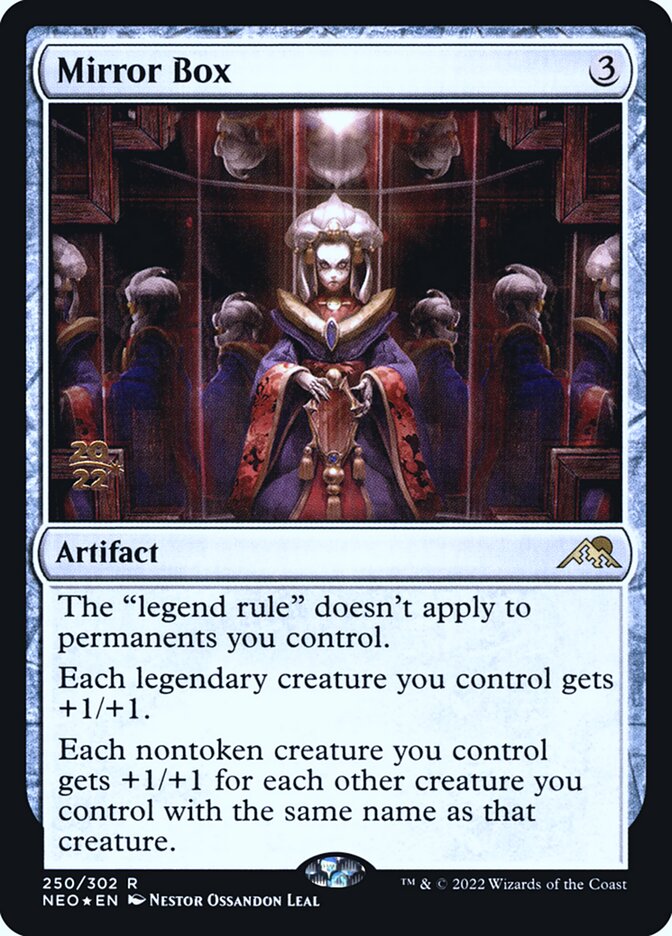 Mirror Box 3
20
22
Artifact
The “legend rule” doesn’t apply to
permanents you control.
Each legendary creature you control gets
+1/+1.
Each nontoken creature you control
gets +1/+1 for each other creature you
control with the same name as that
creature.
250/302 R
NEO★EN Nestor Ossandon Leal
™ & © 2022 Wizards of the Coast